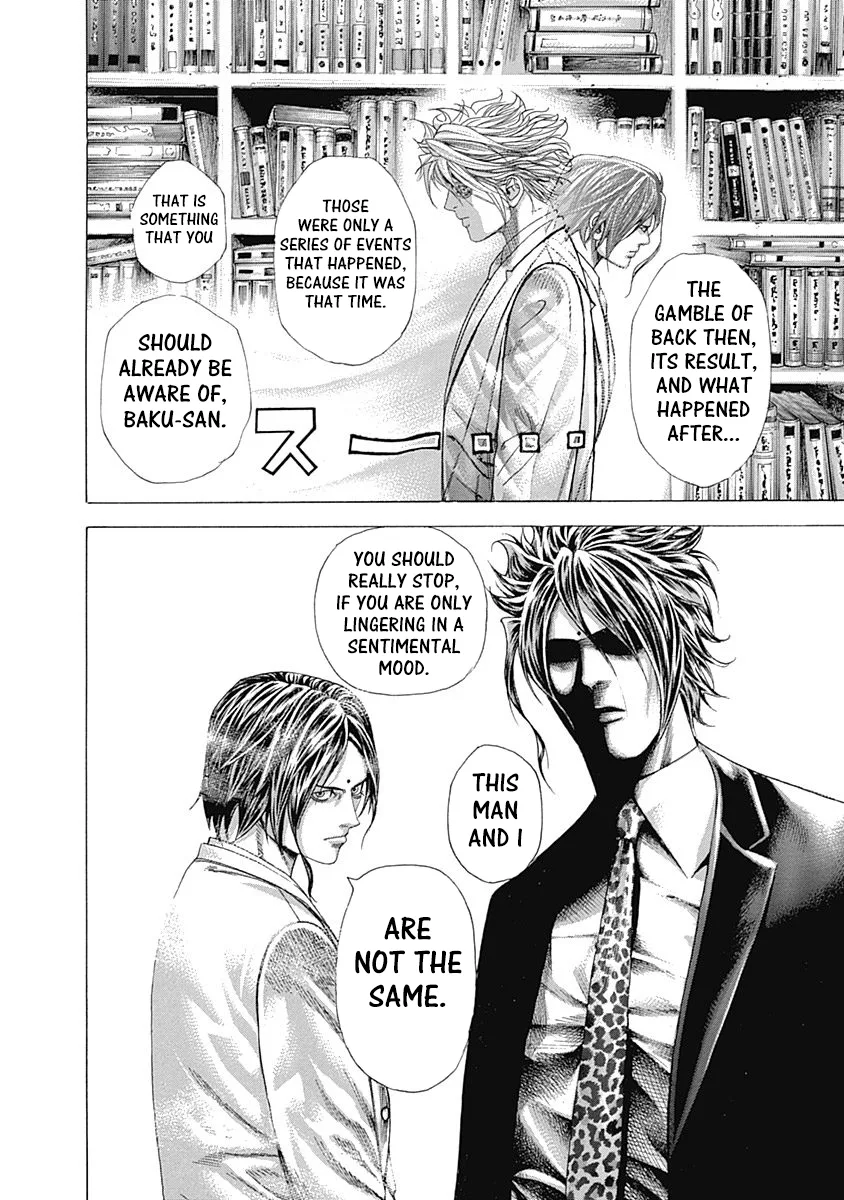 THE
GAMBLE OF
BACK THEN,
ITS RESULT,
AND WHAT
HAPPENED
AFTER...
THOSE
WERE ONLY A
SERIES OF EVENTS
THAT HAPPENED,
BECAUSE IT WAS
THAT TIME.
THAT IS
SOMETHING
THAT YOU
SHOULD
ALREADY BE
AWARE OF,
BAKU-SAN.
スー
YOU SHOULD
REALLY STOP,
IF YOU ARE ONLY
LINGERING IN A
SENTIMENTAL
MOOD.
THIS
MAN
AND I
ARE
NOT THE
SAME.